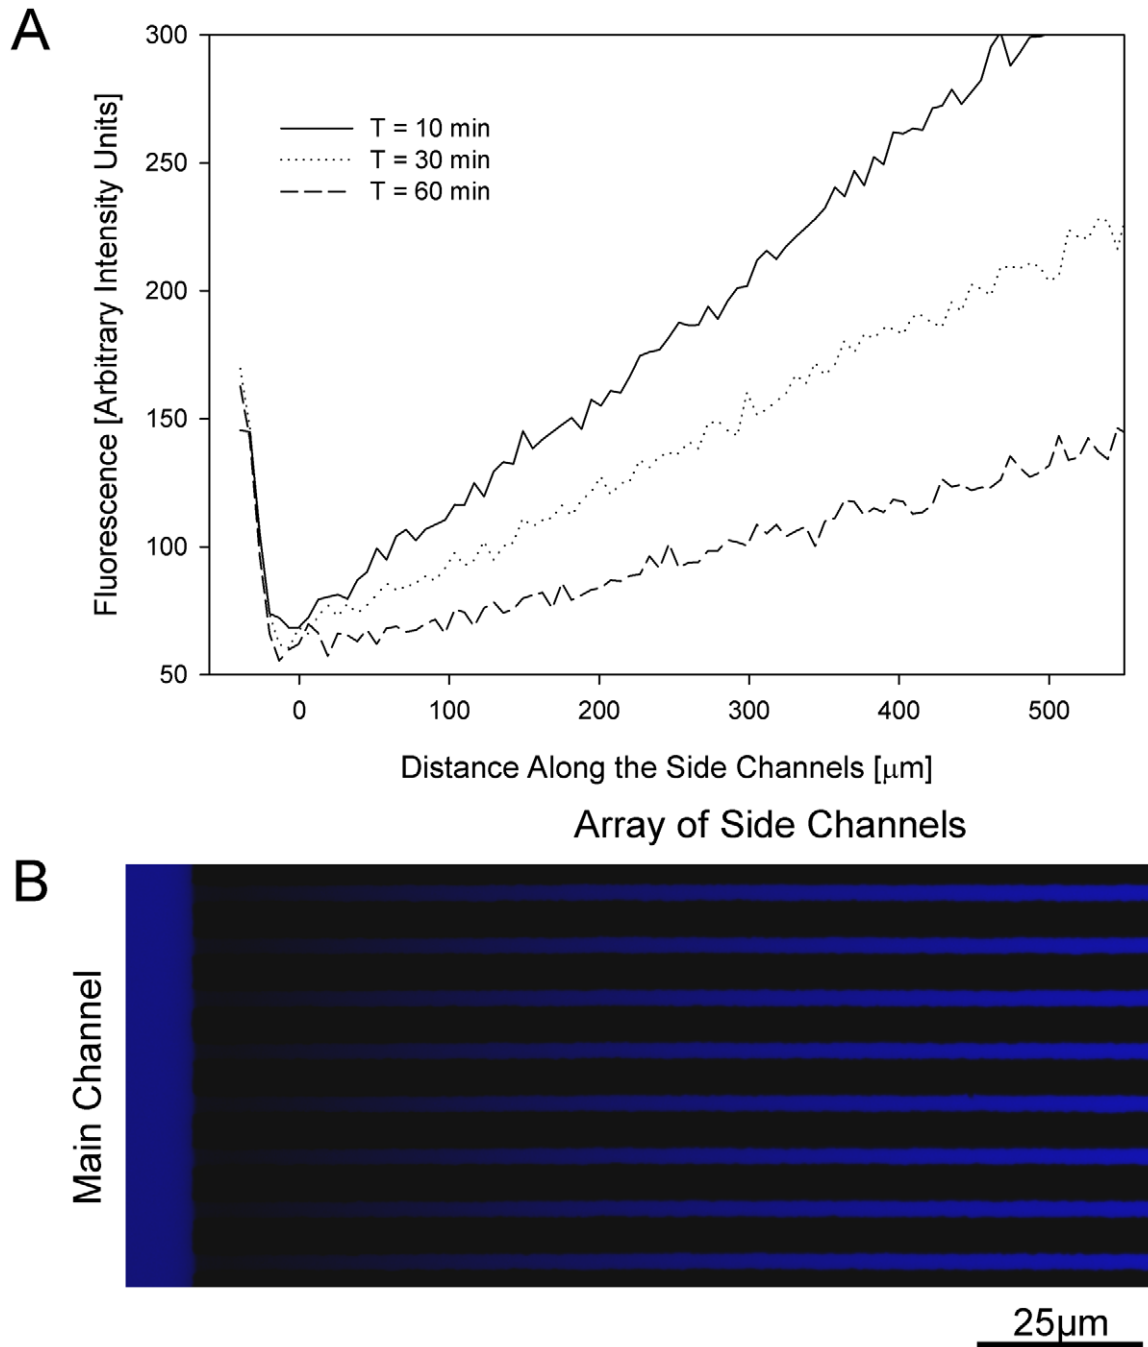 A
Fluorescence [Arbitrary Intensity Units]
300
250
200
150
100
50
T = 10 min
T = 30 min
T = 60 min
0 100 200 300 400 500
Distance Along the Side Channels [μm]
Array of Side Channels
B
Main Channel
25μm